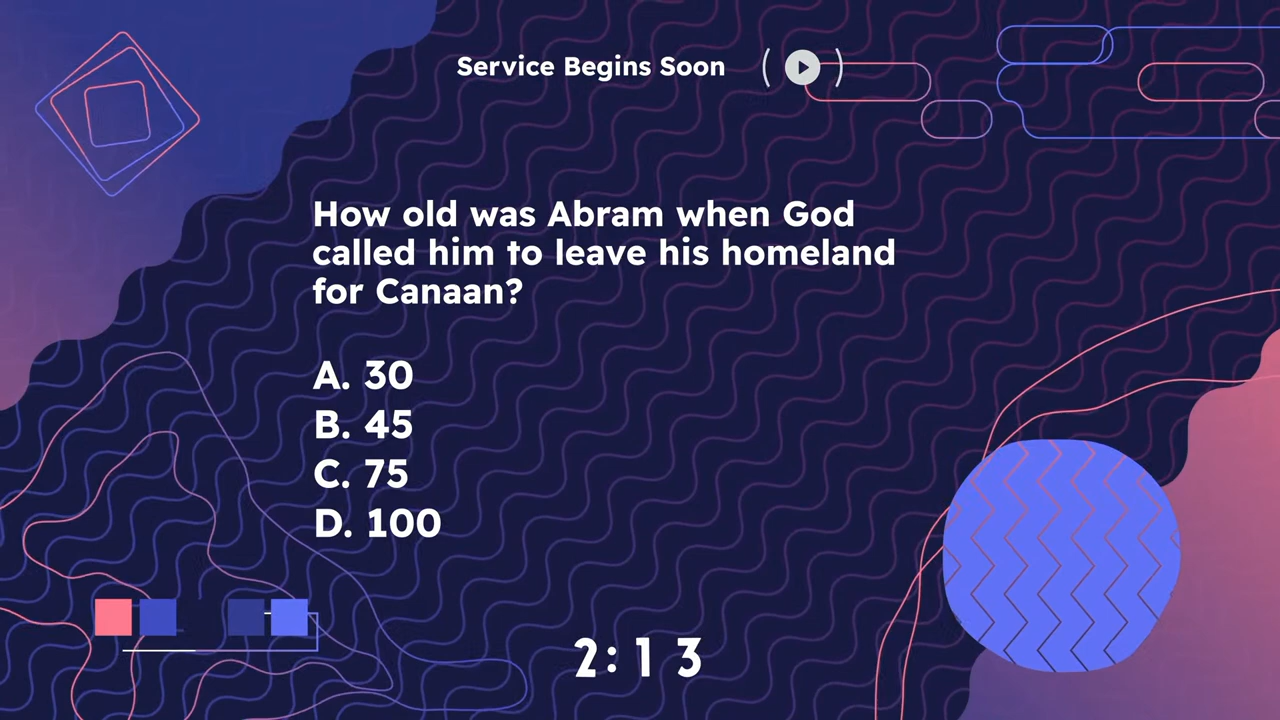 Service Begins Soon
How old was Abram when God
called him to leave his homeland
for Canaan?
A. 30
B. 45
C. 75
D. 100
2:13